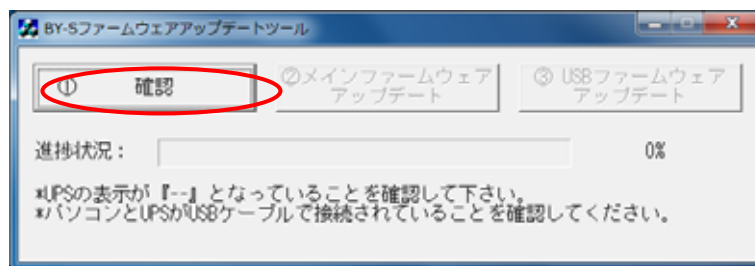 BY-Sファームウェアアップデートツール
① 確認
②メインファームウェア
アップデート
③ USBファームウェア
アップデート
進捗状況：
0%
*UPSの表示が『--』となっていることを確認して下さい。
*パソコンとUPSがUSBケーブルで接続されていることを確認してください。